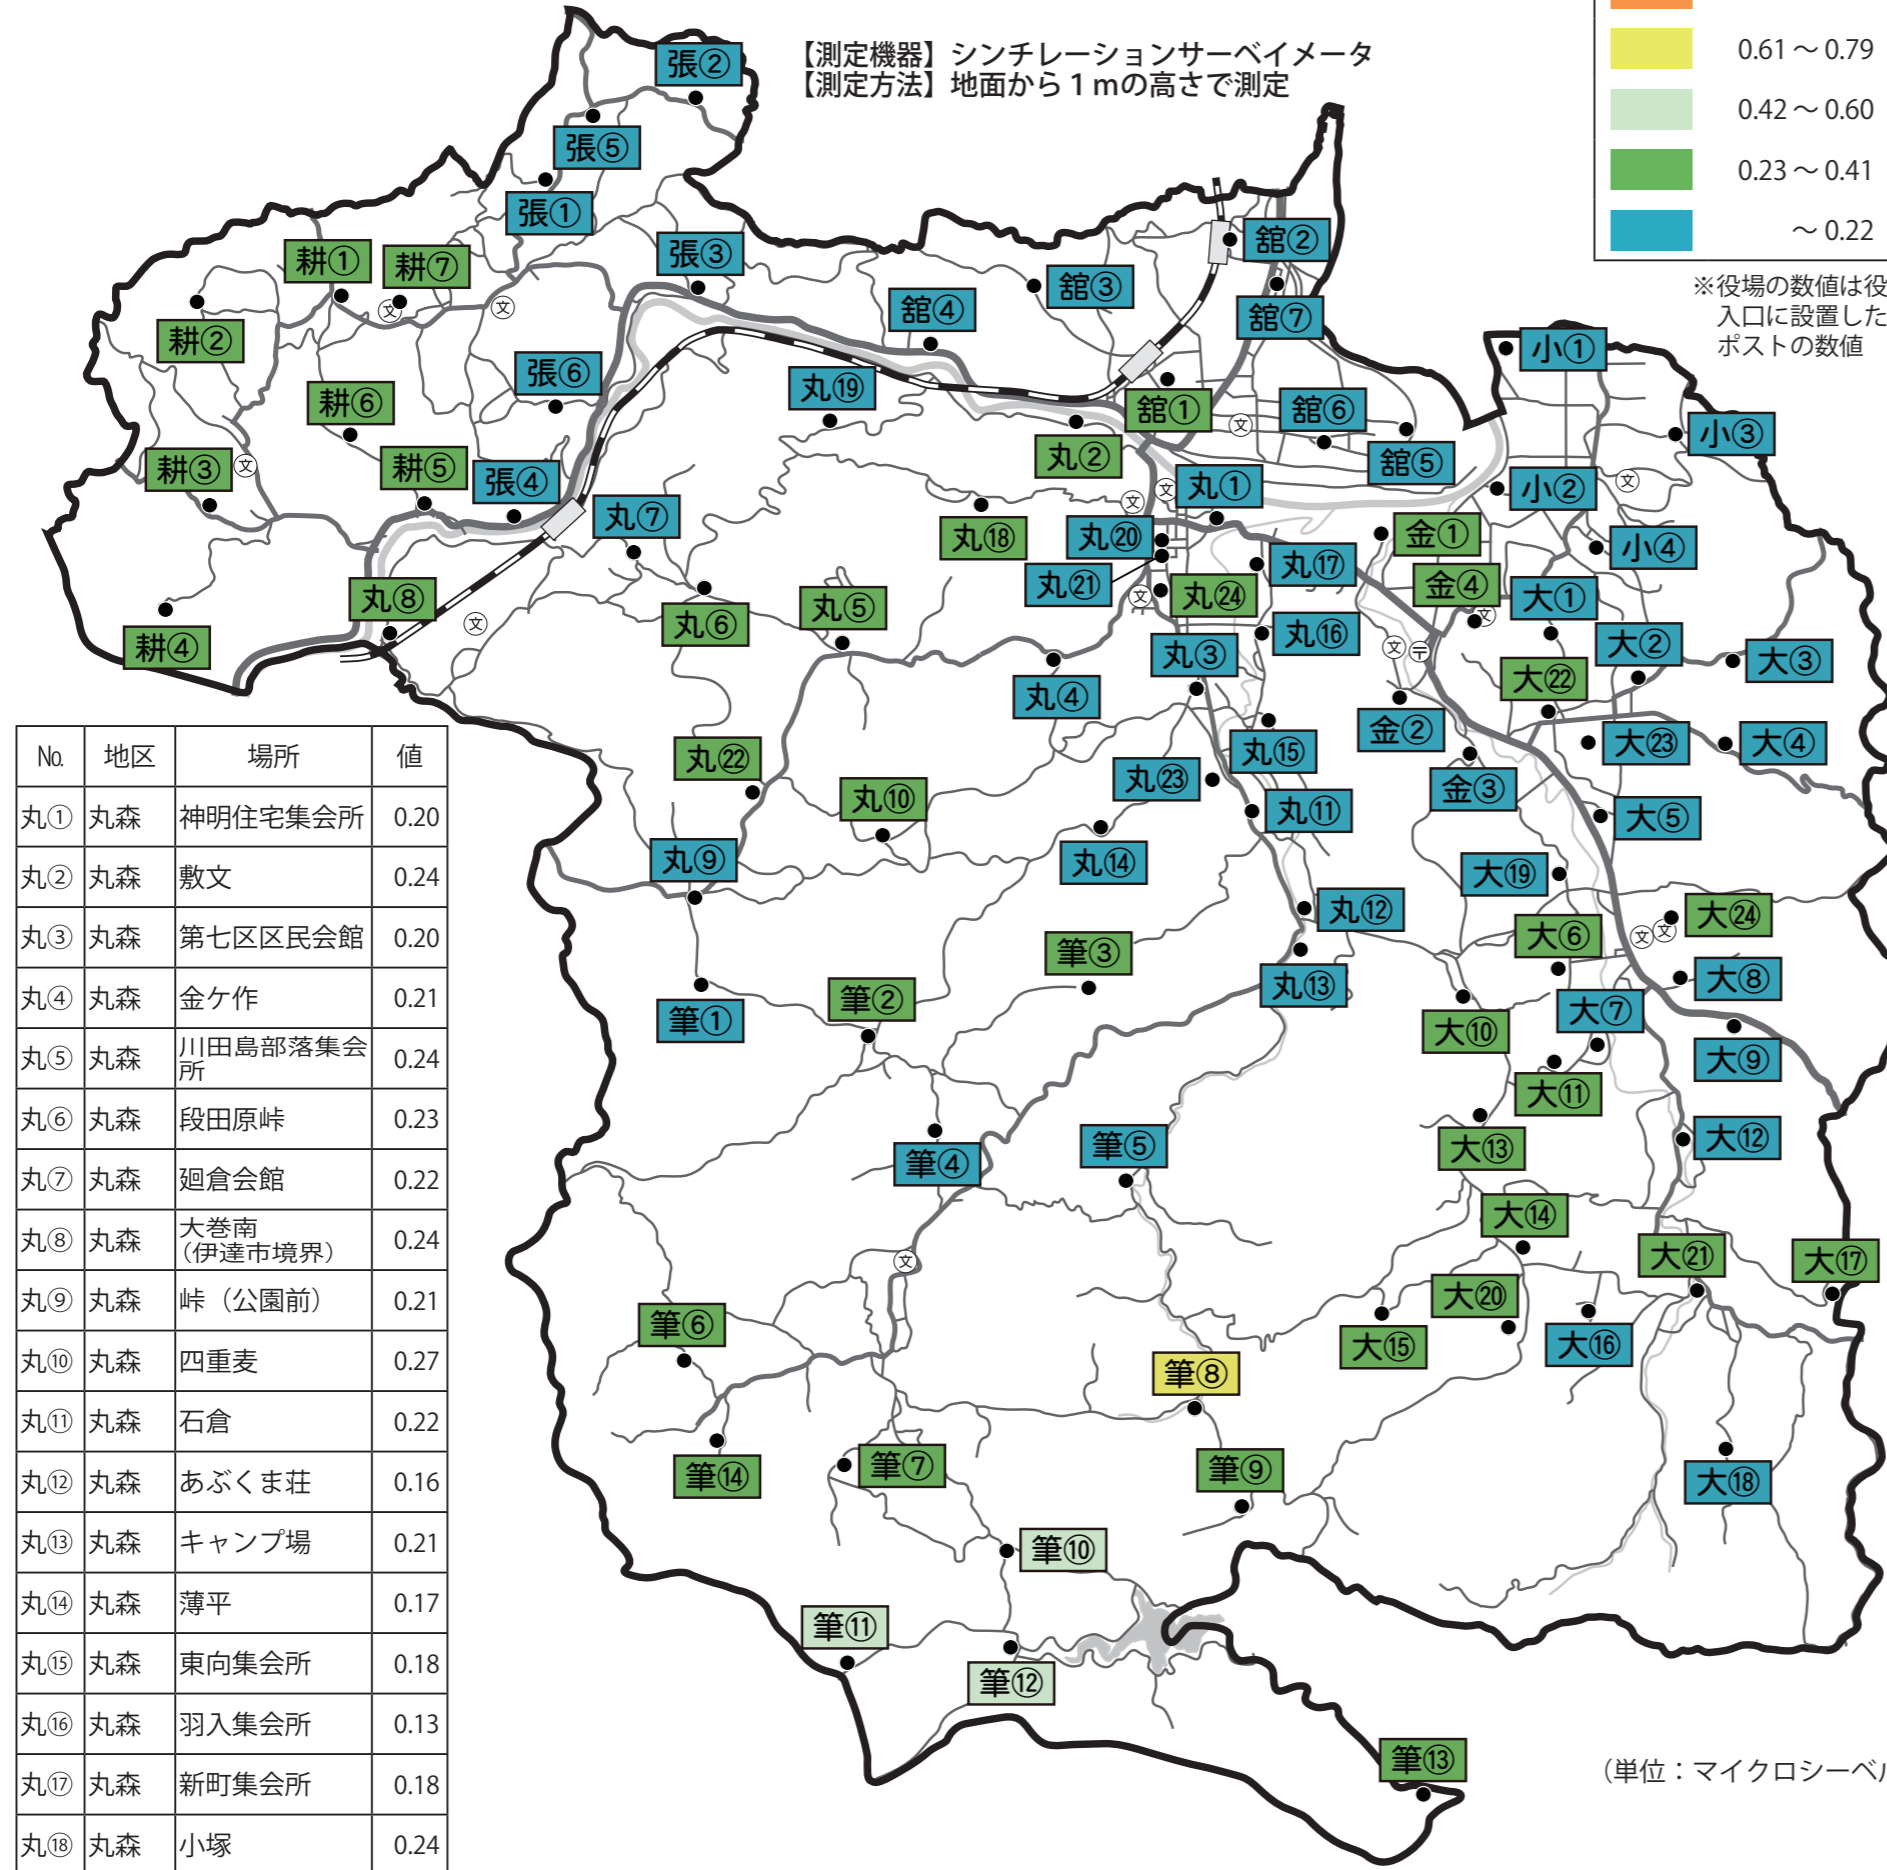 【測定機器】シンチレーションサーベイメータ
【測定方法】地面から1mの高さで測定
0.61～0.79
0.42～0.60
0.23～0.41
～0.22
※役場の数値は役
入口に設置した
ポストの数値
張②
張⑤
張①
張③
耕①
耕⑦
耕②
舘②
舘③
舘④
舘⑦
張⑥
丸⑲
耕⑥
舘①
舘⑥
小①
小③
耕③
耕⑤
張④
丸②
舘⑤
丸①
小②
丸⑦
丸⑱
丸⑳
金①
小④
丸⑰
丸㉑
金④
大①
丸⑧
丸⑥
丸⑤
丸㉔
丸⑯
耕④
丸③
大②
大③
大㉒
丸④
金②
丸⑮
大㉓
大④
丸㉒
丸㉓
金③
丸⑩
丸⑪
大⑤
丸⑨
丸⑭
大⑲
丸⑫
大㉔
大⑥
筆③
丸⑬
大⑧
筆②
筆①
大⑦
大⑩
大⑨
大⑪
筆⑤
大⑫
大⑬
筆④
大⑭
大㉑
大⑰
大⑳
筆⑥
大⑮
大⑯
筆⑧
筆⑭
筆⑦
筆⑨
大⑱
筆⑩
筆⑪
筆⑫
筆⑬
文
文
文
文
文
文
文
文
文
文
文
〒
文
文
文
(単位：マイクロシーベル
No. 地区 場所 値
丸① 丸森 神明住宅集会所 0.20
丸② 丸森 敷文 0.24
丸③ 丸森 第七区区民会館 0.20
丸④ 丸森 金ケ作 0.21
丸⑤ 丸森 川田島部落集会
所 0.24
丸⑥ 丸森 段田原峠 0.23
丸⑦ 丸森 廻倉会館 0.22
丸⑧ 丸森 大巻南
（伊達市境界） 0.24
丸⑨ 丸森 峠（公園前） 0.21
丸⑩ 丸森 四重麦 0.27
丸⑪ 丸森 石倉 0.22
丸⑫ 丸森 あぶくま荘 0.16
丸⑬ 丸森 キャンプ場 0.21
丸⑭ 丸森 薄平 0.17
丸⑮ 丸森 東向集会所 0.18
丸⑯ 丸森 羽入集会所 0.13
丸⑰ 丸森 新町集会所 0.18
丸⑱ 丸森 小塚 0.24